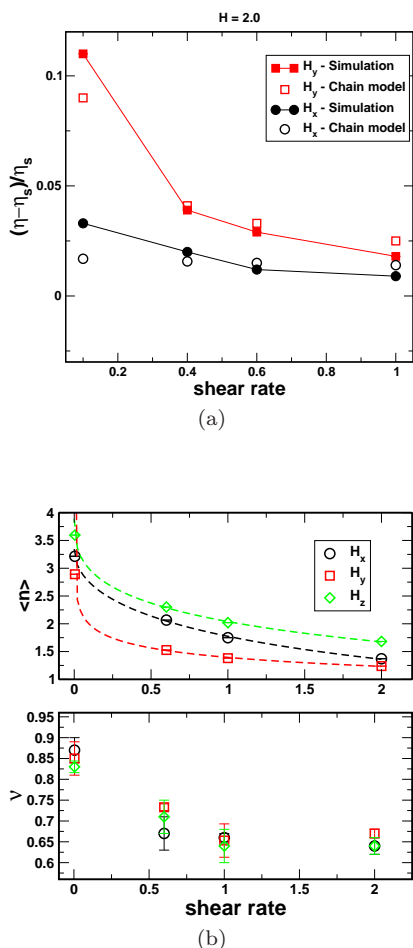 H = 2.0
0.1
0.05
0
(η−η_s)/η_s
H_y - Simulation
H_y - Chain model
H_x - Simulation
H_x - Chain model
0.2 0.4 0.6 0.8 1
shear rate
(a)
4
3.5
3
2.5
2
1.5
1
<n>
H_x
H_y
H_z
0 0.5 1 1.5 2
0.95
0.9
0.85
0.8
0.75
0.7
0.65
0.6
ν
0 0.5 1 1.5 2
shear rate
(b)